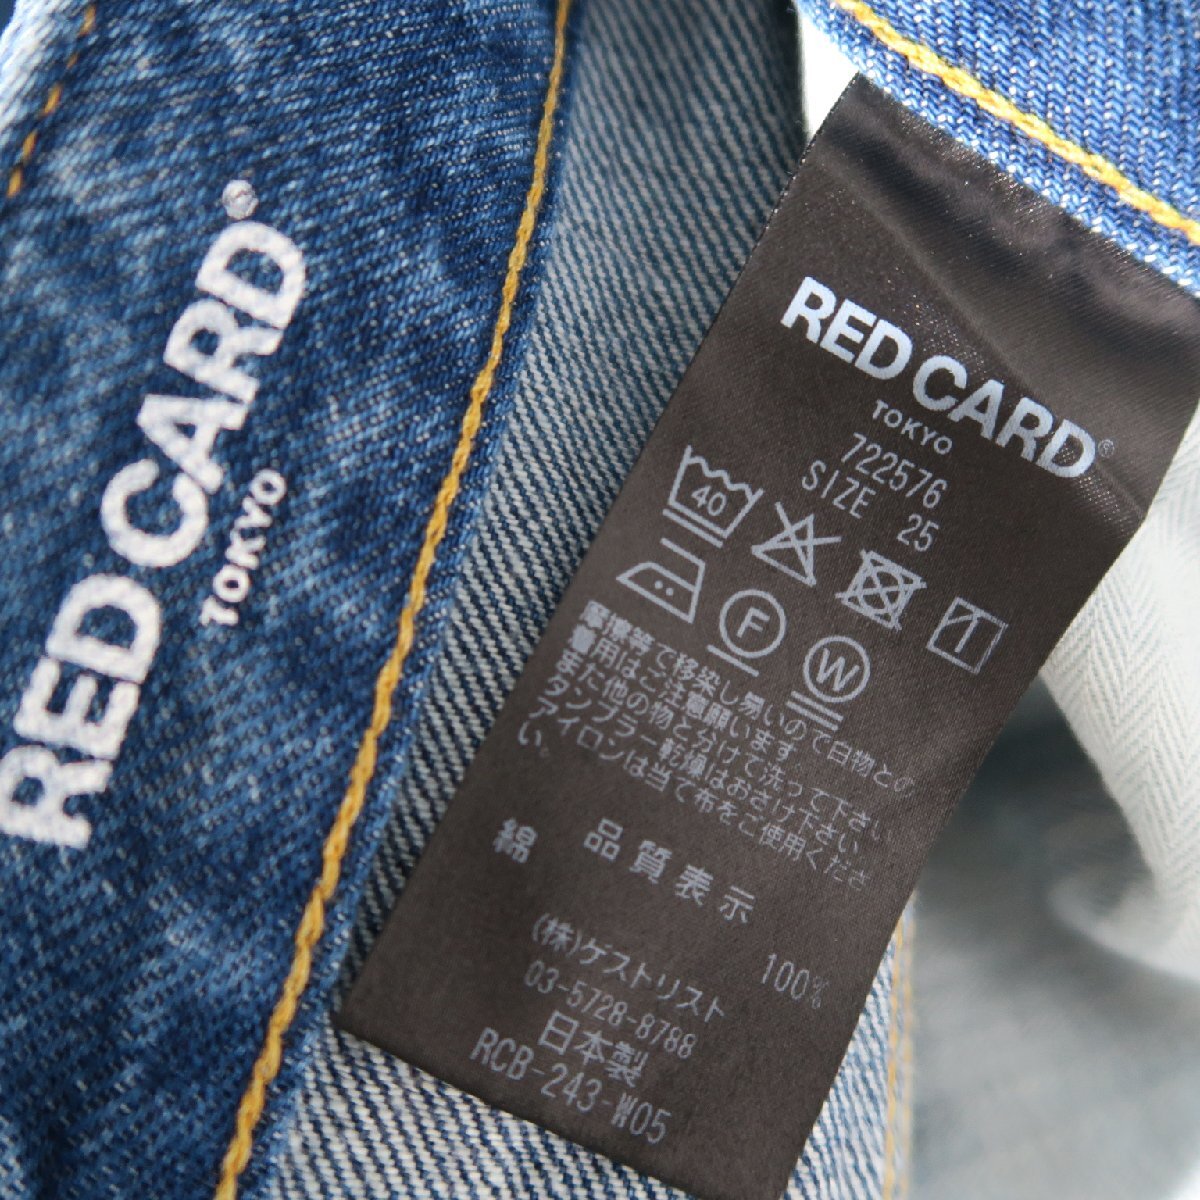 RED CARD®
TOKYO
RED CARD®
TOKYO
722576
SIZE 25
40
F
W
摩擦等で移染し易いので白物との
着用はご注意願います。
また他の物と分けて洗って下さい。
タンブラー乾燥はおさけ下さい。
アイロンは当て布をご使用くださ
い。
品質表示
綿 100%
(株)ゲストリスト
03-5728-8788
日本製
RCB-243-W05